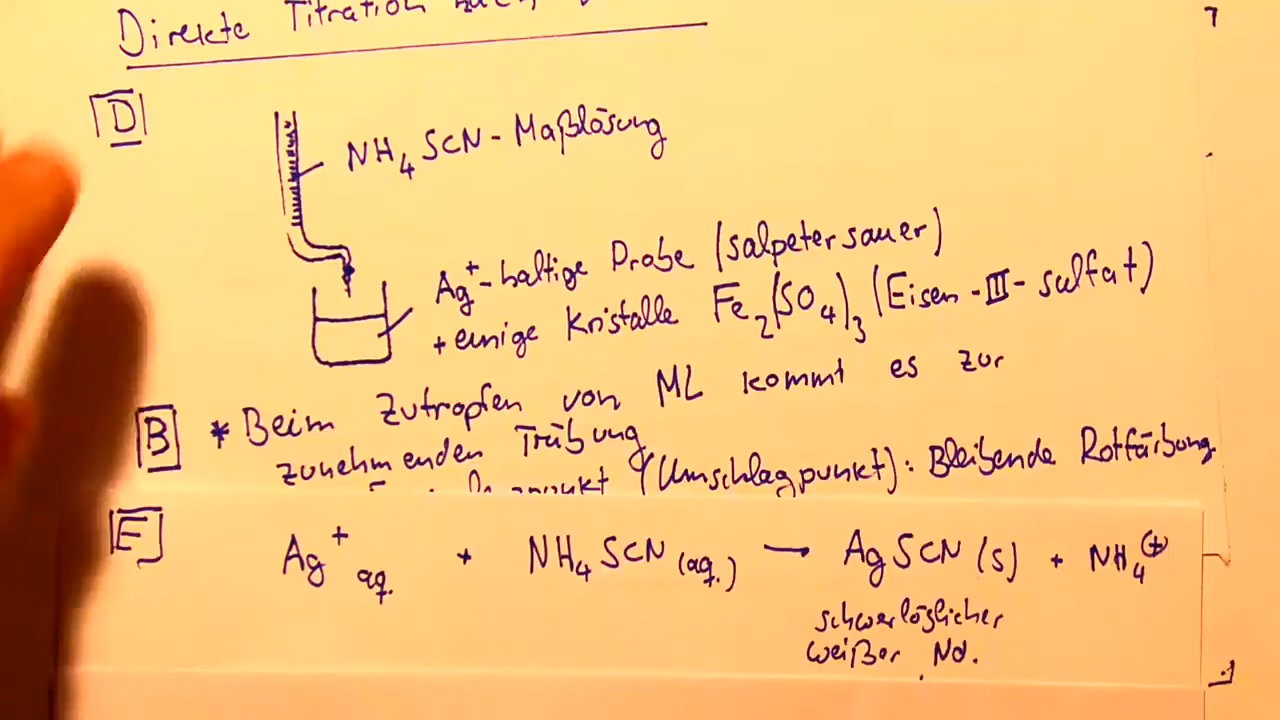 Direkte Titration
7
D
NH4SCN - Maßlösung
Ag+-haltige Probe (salpetersauer)
+ einige Kristalle Fe2(SO4)3 (Eisen-III-sulfat)
B * Beim Zutropfen von ML kommt es zur
zunehmenden Trübung
(Umschlagpunkt): Bleibende Rotfärbung
E Ag+ aq. + NH4SCN (aq.) → AgSCN (s) + NH4+
schwerlöslicher
weißer Nd.